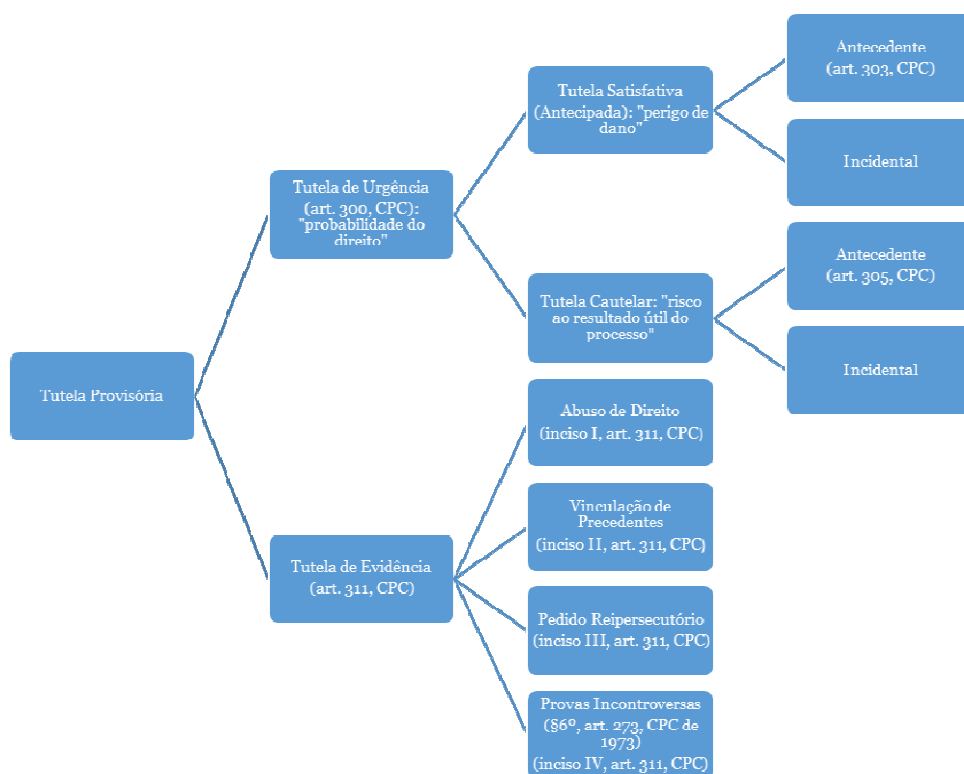 Tutela Provisória
Tutela de Urgência
(art. 300, CPC):
"probabilidade do
direito"
Tutela Satisfativa
(Antecipada): "perigo de
dano"
Antecedente
(art. 303, CPC)
Incidental
Tutela Cautelar: "risco
ao resultado útil do
processo"
Antecedente
(art. 305, CPC)
Incidental
Tutela de Evidência
(art. 311, CPC)
Abuso de Direito
(inciso I, art. 311, CPC)
Vinculação de
Precedentes
(inciso II, art. 311, CPC)
Pedido Reipersecutório
(inciso III, art. 311, CPC)
Provas Incontroversas
(§6º, art. 273, CPC de
1973)
(inciso IV, art. 311, CPC)